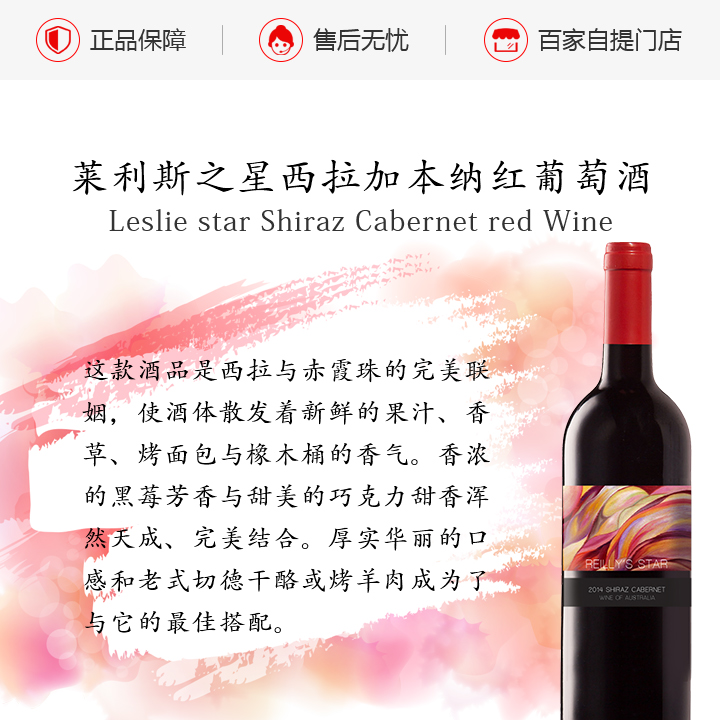 正品保障
售后无忧
百家自提门店
莱利斯之星西拉加本纳红葡萄酒
Leslie star Shiraz Cabernet red Wine
这款酒品是西拉与赤霞珠的完美联
姻，使酒体散发着新鲜的果汁、香
草、烤面包与橡木桶的香气。香浓
的黑莓芳香与甜美的巧克力甜香浑
然天成、完美结合。厚实华丽的口
感和老式切德干酪或烤羊肉成为了
与它的最佳搭配。
REILLY'S STAR
2014 SHIRAZ CABERNET
WINE OF AUSTRALIA